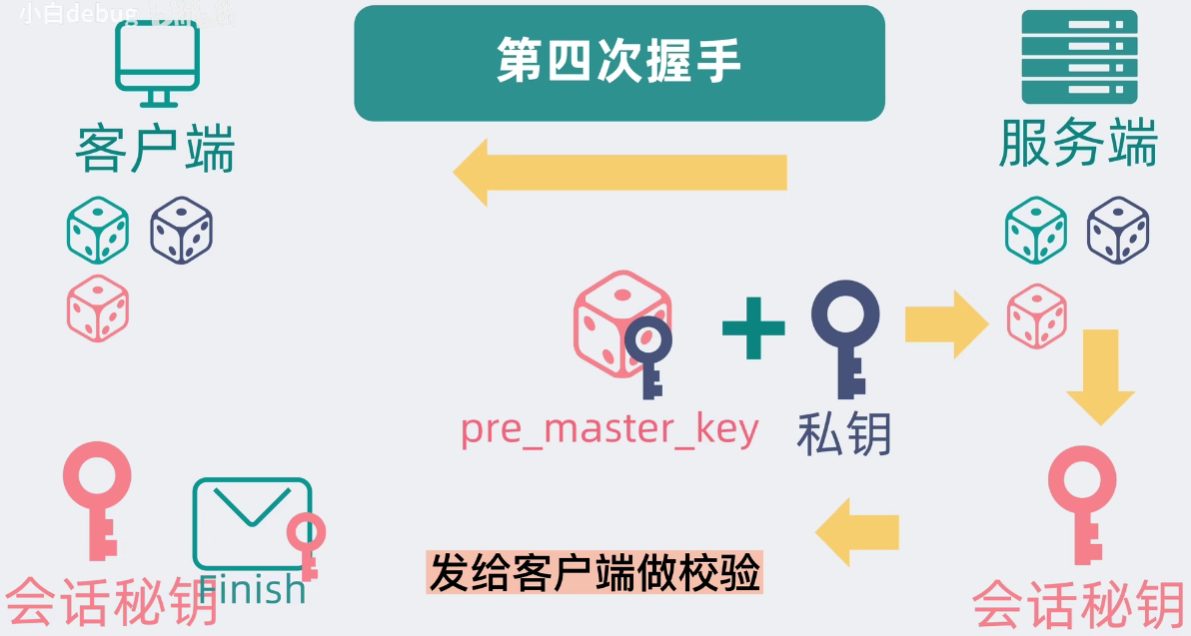 小白debug
第四次握手
客户端
服务端
pre_master_key
私钥
发给客户端做校验
会话秘钥
Finish
会话秘钥